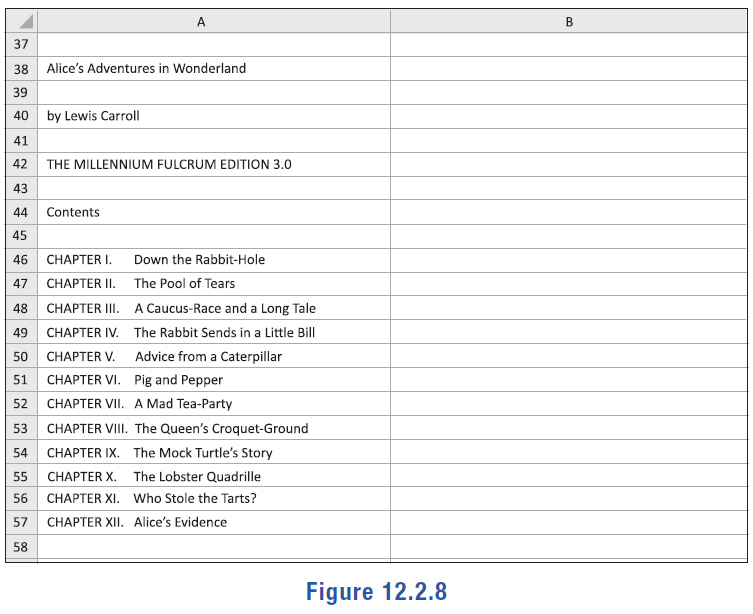 A B
37
38 Alice’s Adventures in Wonderland
39
40 by Lewis Carroll
41
42 THE MILLENNIUM FULCRUM EDITION 3.0
43
44 Contents
45
46 CHAPTER I. Down the Rabbit-Hole
47 CHAPTER II. The Pool of Tears
48 CHAPTER III. A Caucus-Race and a Long Tale
49 CHAPTER IV. The Rabbit Sends in a Little Bill
50 CHAPTER V. Advice from a Caterpillar
51 CHAPTER VI. Pig and Pepper
52 CHAPTER VII. A Mad Tea-Party
53 CHAPTER VIII. The Queen’s Croquet-Ground
54 CHAPTER IX. The Mock Turtle’s Story
55 CHAPTER X. The Lobster Quadrille
56 CHAPTER XI. Who Stole the Tarts?
57 CHAPTER XII. Alice’s Evidence
58
Figure 12.2.8